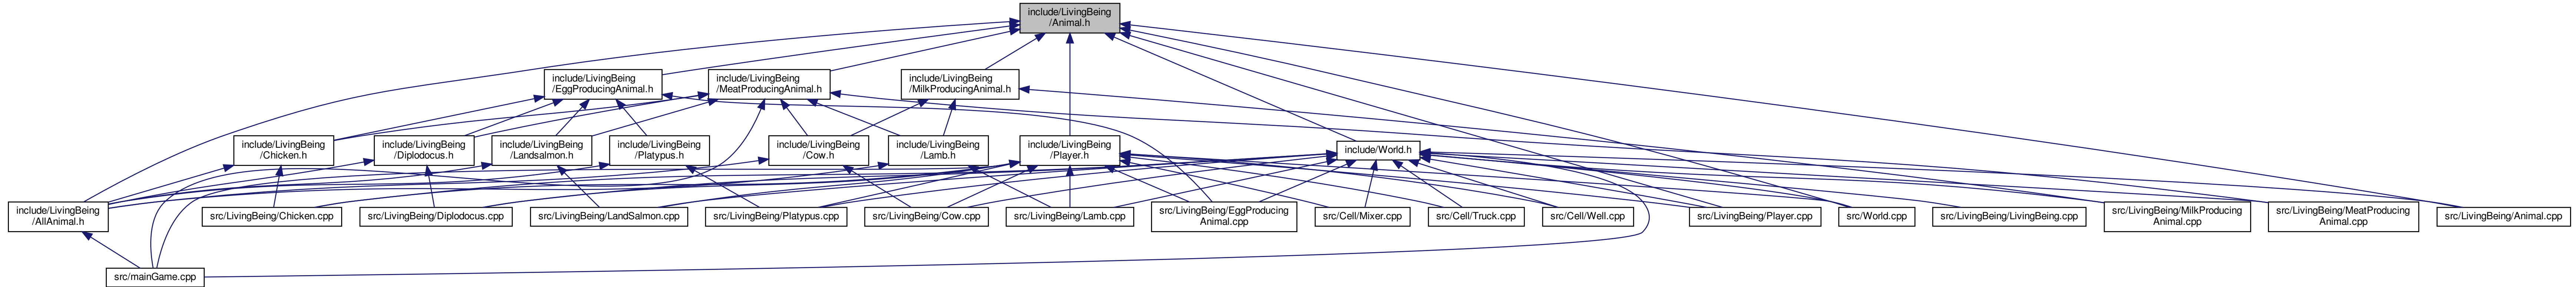 include/LivingBeing
/Animal.h
include/LivingBeing
/EggProducingAnimal.h
include/LivingBeing
/MeatProducingAnimal.h
include/LivingBeing
/MilkProducingAnimal.h
include/LivingBeing
/Chicken.h
include/LivingBeing
/Diplodocus.h
include/LivingBeing
/Landsalmon.h
include/LivingBeing
/Platypus.h
include/LivingBeing
/Cow.h
include/LivingBeing
/Lamb.h
include/LivingBeing
/Player.h
include/World.h
include/LivingBeing
/AllAnimal.h
src/LivingBeing/Chicken.cpp
src/LivingBeing/Diplodocus.cpp
src/LivingBeing/LandSalmon.cpp
src/LivingBeing/Platypus.cpp
src/LivingBeing/Cow.cpp
src/LivingBeing/Lamb.cpp
src/LivingBeing/EggProducing
Animal.cpp
src/Cell/Mixer.cpp
src/Cell/Truck.cpp
src/Cell/Well.cpp
src/LivingBeing/Player.cpp
src/World.cpp
src/LivingBeing/LivingBeing.cpp
src/LivingBeing/MilkProducing
Animal.cpp
src/LivingBeing/MeatProducing
Animal.cpp
src/LivingBeing/Animal.cpp
src/mainGame.cpp